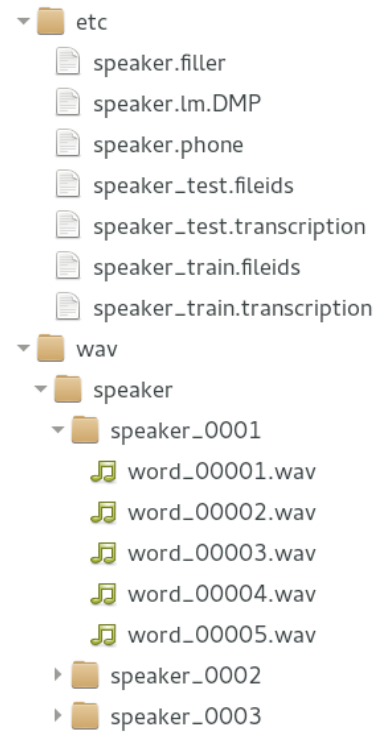 etc
speaker.filler
speaker.lm.DMP
speaker.phone
speaker_test.fileids
speaker_test.transcription
speaker_train.fileids
speaker_train.transcription
wav
speaker
speaker_0001
word_00001.wav
word_00002.wav
word_00003.wav
word_00004.wav
word_00005.wav
speaker_0002
speaker_0003